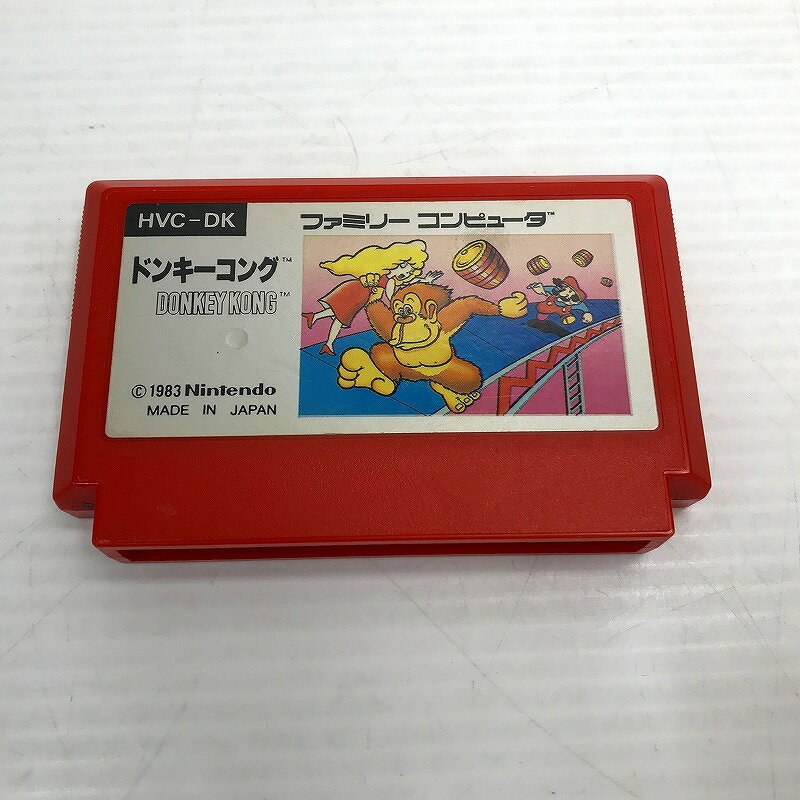 HVC-DK
ファミリー コンピュータ™
ドンキーコング™
DONKEY KONG™
©1983 Nintendo
MADE IN JAPAN